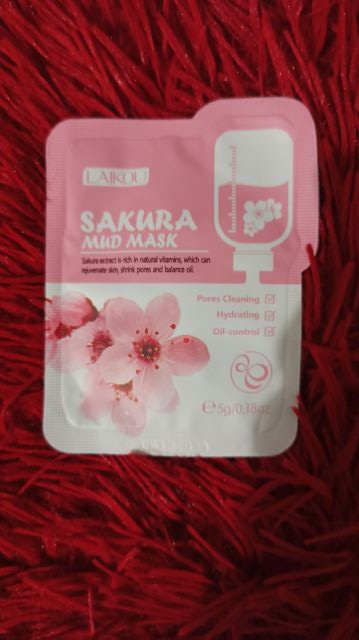 LAIKOU
SAKURA
MUD MASK
Sakura extract is rich in natural vitamins, which can
rejuvenate skin, shrink pores and balance oil.
Pores Cleaning
Hydrating
Oil-control
℮5g/0.18oz